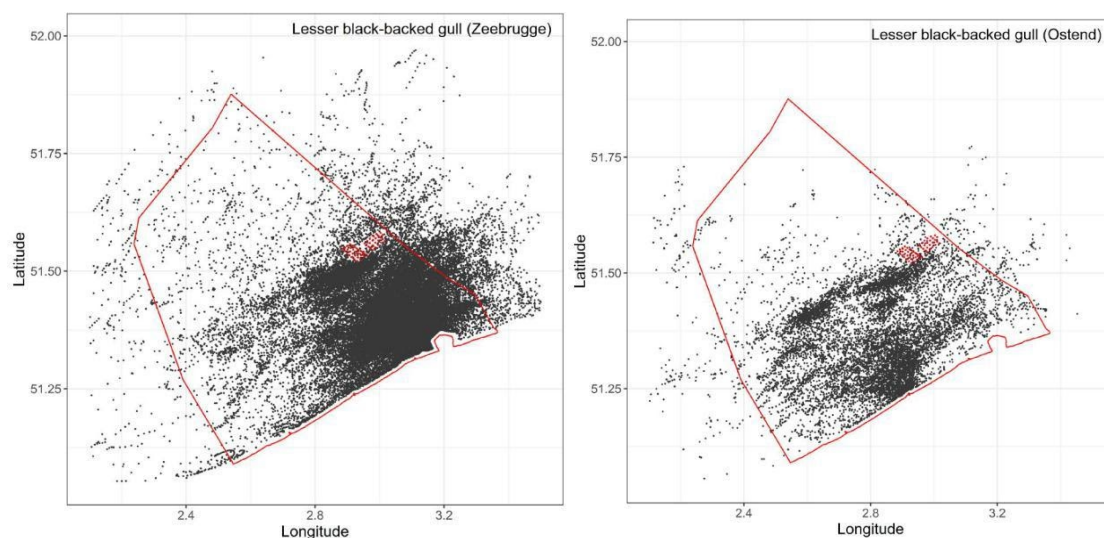 Lesser black-backed gull (Zeebrugge)
52.00
51.75
51.50
51.25
Latitude
2.4 2.8 3.2
Longitude
Lesser black-backed gull (Ostend)
52.00
51.75
51.50
51.25
Latitude
2.4 2.8 3.2
Longitude